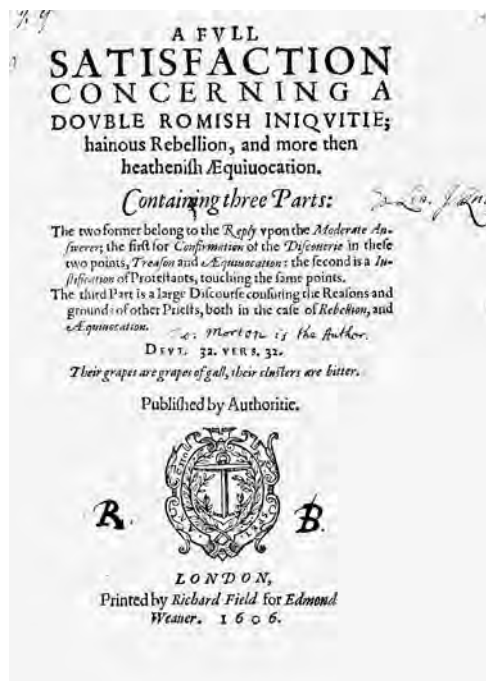 A FVLL
SATISFACTION
CONCERNING A
DOVBLE ROMISH INIQVITIE;
hainous Rebellion, and more then
heatheniſh Æquiuocation.
Containing three Parts:
The two former belong to the Reply vpon the Moderate An-
ſwerer; the firſt for Confirmation of the Diſcouerie in theſe
two points, Treaſon and Æquiuocation: the ſecond is a Iu-
ſtification of Proteſtants, touching the ſame points.
The third Part is a large Diſcourſe confuting the Reaſons and
grounds of other Prieſts, both in the caſe of Rebellion, and
Æquiuocation.
Morton is the Author.
DEVT. 32. VERS. 32.
Their grapes are grapes of gall, their cluſters are bitter.
Publiſhed by Authoritie.
R. B.
LONDON,
Printed by Richard Field for Edmond
Weauer. 1606.